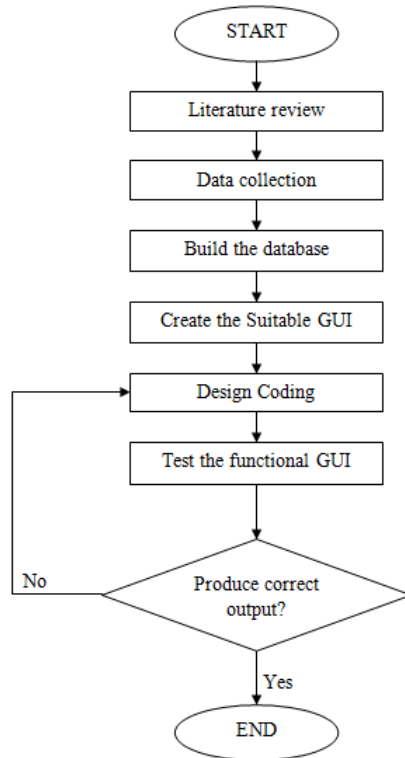 START
Literature review
Data collection
Build the database
Create the Suitable GUI
Design Coding
Test the functional GUI
Produce correct
output?
No
Yes
END